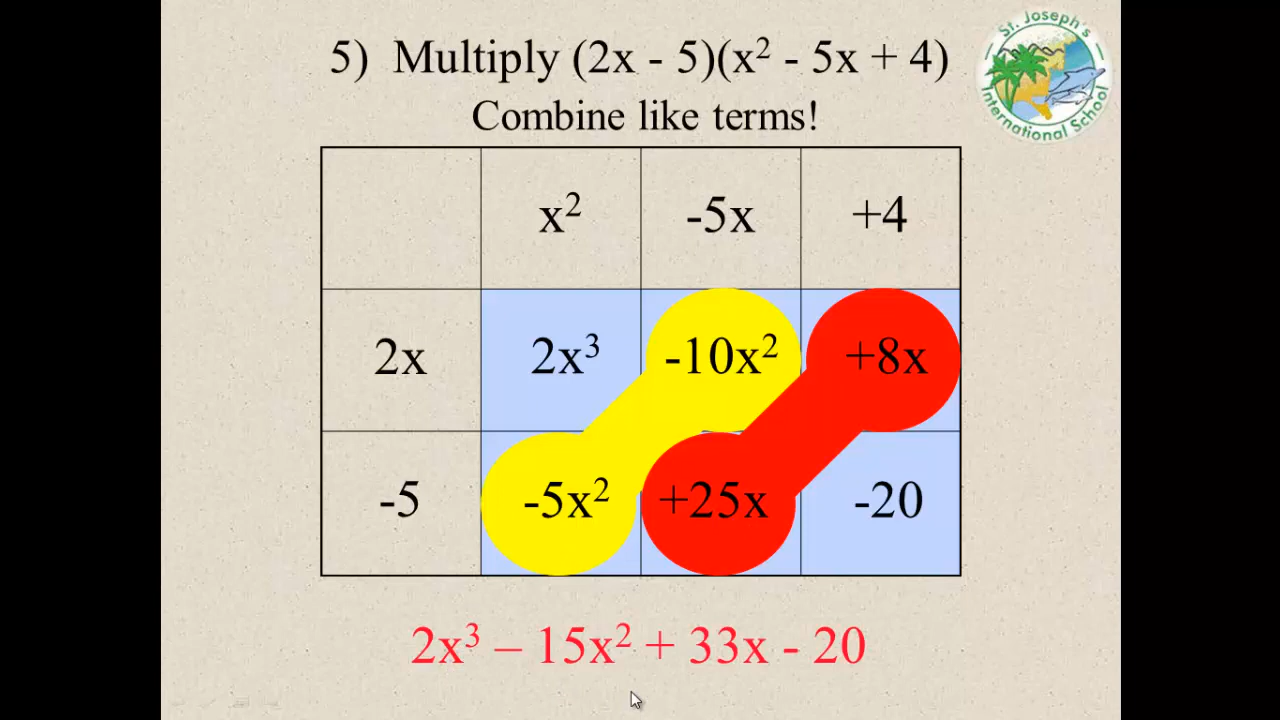 5) Multiply (2x - 5)(x² - 5x + 4)
Combine like terms!
St. Joseph's
International School
x² -5x +4
2x 2x³ -10x² +8x
-5 -5x² +25x -20
2x³ – 15x² + 33x - 20